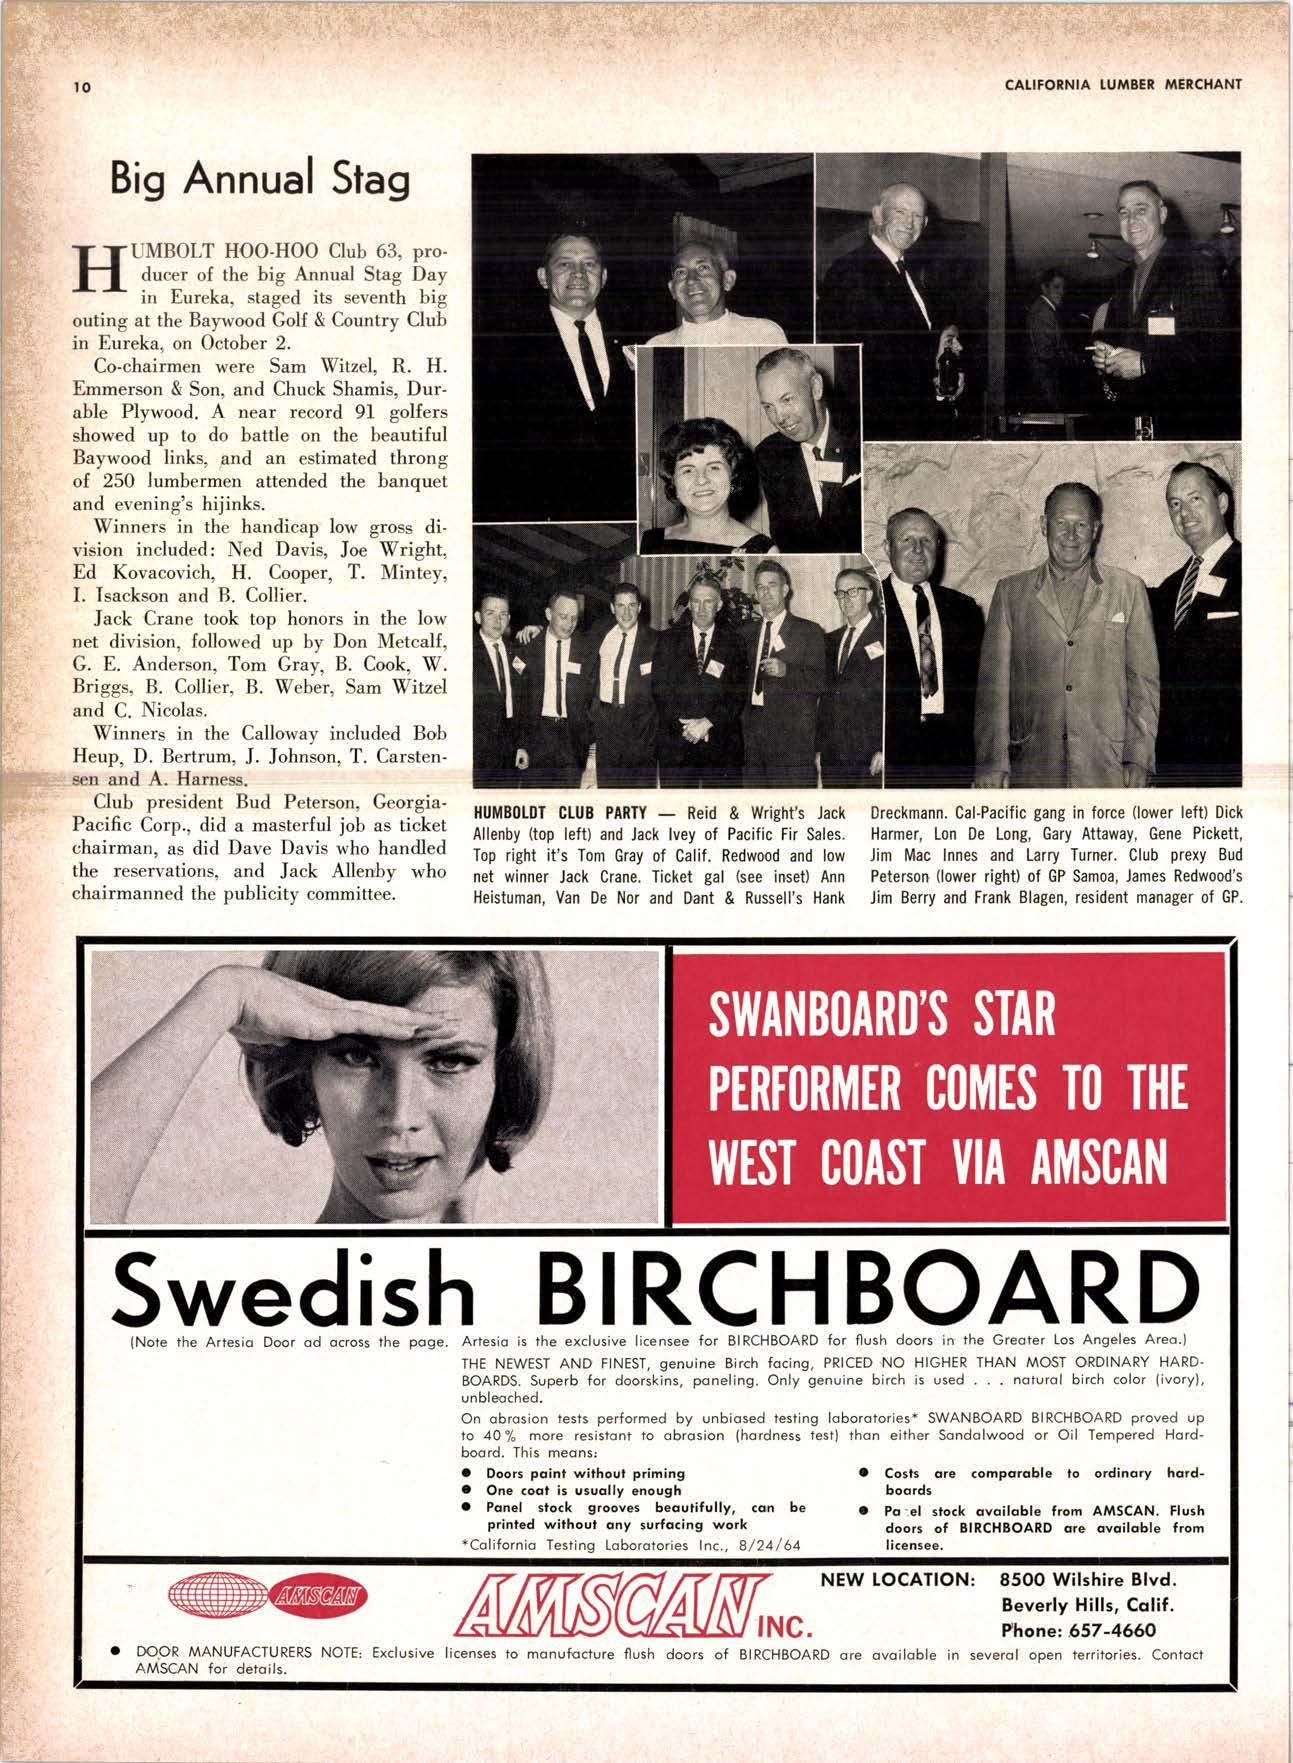 10
CALIFORNIA LUMBER MERCHANT
Big Annual Stag
HUMBOLT HOO-HOO Club 63, pro-
ducer of the big Annual Stag Day
in Eureka, staged its seventh big
outing at the Baywood Golf & Country Club
in Eureka, on October 2.
Co-chairmen were Sam Witzel, R. H.
Emmerson & Son, and Chuck Shamis, Dur-
able Plywood. A near record 91 golfers
showed up to do battle on the beautiful
Baywood links, and an estimated throng
of 250 lumbermen attended the banquet
and evening's hijinks.
Winners in the handicap low gross di-
vision included: Ned Davis, Joe Wright,
Ed Kovacovich, H. Cooper, T. Mintey,
I. Isackson and B. Collier.
Jack Crane took top honors in the low
net division, followed up by Don Metcalf,
G. E. Anderson, Tom Gray, B. Cook, W.
Briggs, B. Collier, B. Weber, Sam Witzel
and C. Nicolas.
Winners in the Calloway included Bob
Heup, D. Bertrum, J. Johnson, T. Carsten-
sen and A. Harness.
Club president Bud Peterson, Georgia-
Pacific Corp., did a masterful job as ticket
chairman, as did Dave Davis who handled
the reservations, and Jack Allenby who
chairmanned the publicity committee.
HUMBOLDT CLUB PARTY — Reid & Wright's Jack
Allenby (top left) and Jack Ivey of Pacific Fir Sales.
Top right it's Tom Gray of Calif. Redwood and low
net winner Jack Crane. Ticket gal (see inset) Ann
Heistuman, Van De Nor and Dant & Russell's Hank
Dreckmann. Cal-Pacific gang in force (lower left) Dick
Harmer, Lon De Long, Gary Attaway, Gene Pickett,
Jim Mac Innes and Larry Turner. Club prexy Bud
Peterson (lower right) of GP Samoa, James Redwood's
Jim Berry and Frank Blagen, resident manager of GP.
SWANBOARD'S STAR
PERFORMER COMES TO THE
WEST COAST VIA AMSCAN
Swedish BIRCHBOARD
(Note the Artesia Door ad across the page. Artesia is the exclusive licensee for BIRCHBOARD for flush doors in the Greater Los Angeles Area.)
THE NEWEST AND FINEST, genuine Birch facing, PRICED NO HIGHER THAN MOST ORDINARY HARD-
BOARDS. Superb for doorskins, paneling. Only genuine birch is used . . . natural birch color (ivory),
unbleached.
On abrasion tests performed by unbiased testing laboratories* SWANBOARD BIRCHBOARD proved up
to 40% more resistant to abrasion (hardness test) than either Sandalwood or Oil Tempered Hard-
board. This means:
● Doors paint without priming
● One coat is usually enough
● Panel stock grooves beautifully, can be
printed without any surfacing work
*California Testing Laboratories Inc., 8/24/64
● Costs are comparable to ordinary hard-
boards
● Pa el stock available from AMSCAN. Flush
doors of BIRCHBOARD are available from
licensee.
AMSCAN
AMSCAN INC.
NEW LOCATION: 8500 Wilshire Blvd.
Beverly Hills, Calif.
Phone: 657-4660
● DOOR MANUFACTURERS NOTE: Exclusive licenses to manufacture flush doors of BIRCHBOARD are available in several open territories. Contact
AMSCAN for details.